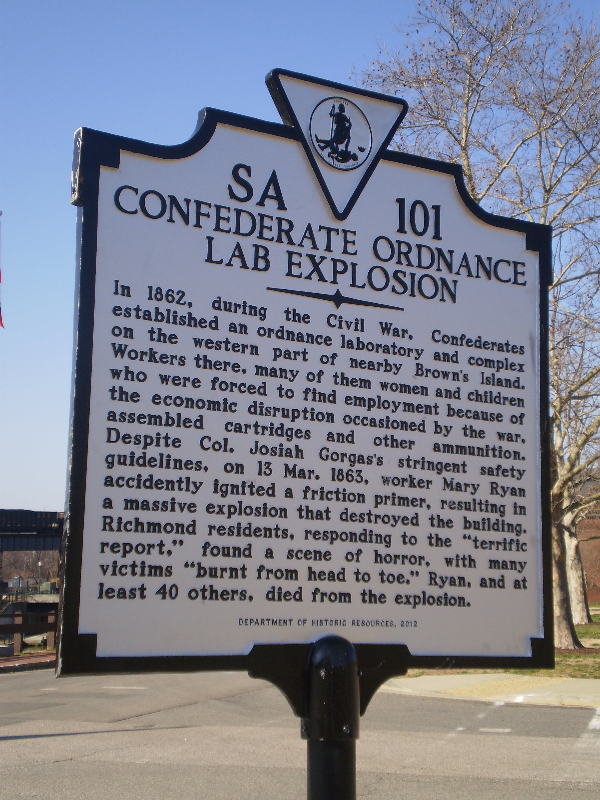 SA 101
CONFEDERATE ORDNANCE
LAB EXPLOSION
In 1862, during the Civil War, Confederates
established an ordnance laboratory and complex
on the western part of nearby Brown's Island.
Workers there, many of them women and children
who were forced to find employment because of
the economic disruption occasioned by the war,
assembled cartridges and other ammunition.
Despite Col. Josiah Gorgas's stringent safety
guidelines, on 13 Mar. 1863, worker Mary Ryan
accidently ignited a friction primer, resulting in
a massive explosion that destroyed the building.
Richmond residents, responding to the "terrific
report," found a scene of horror, with many
victims "burnt from head to toe." Ryan, and at
least 40 others, died from the explosion.
DEPARTMENT OF HISTORIC RESOURCES, 2012